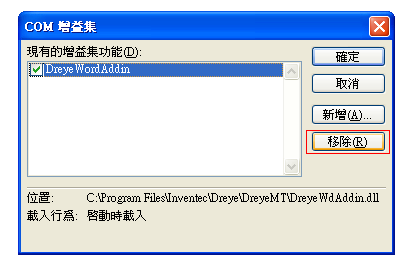 COM 增益集
現有的增益集功能(D):
DreyeWordAddin
確定
取消
新增(A)...
移除(R)
位置: C:\Program Files\Inventec\Dreye\DreyeMT\DreyeWdAddin.dll
載入行為: 啓動時載入